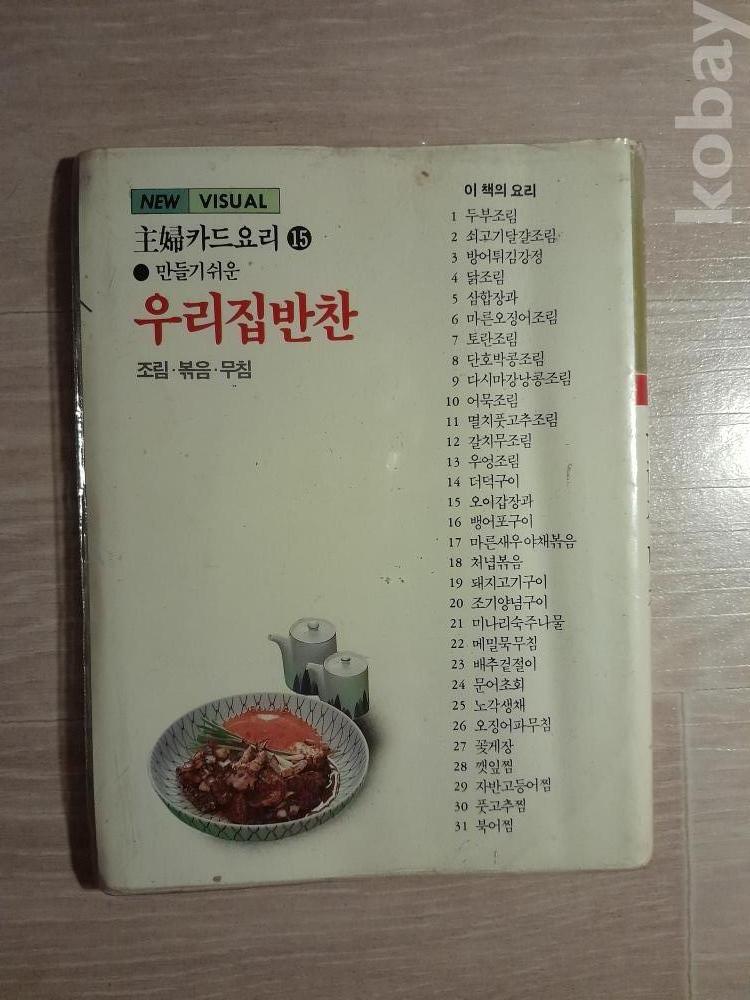 NEW VISUAL
主婦카드요리 15
● 만들기쉬운
우리집반찬
조림·볶음·무침
이 책의 요리
1 두부조림
2 쇠고기달걀조림
3 방어튀김강정
4 닭조림
5 삼합장과
6 마른오징어조림
7 토란조림
8 단호박콩조림
9 다시마강낭콩조림
10 어묵조림
11 멸치풋고추조림
12 갈치무조림
13 우엉조림
14 더덕구이
15 오이갑장과
16 뱅어포구이
17 마른새우야채볶음
18 처녑볶음
19 돼지고기구이
20 조기양념구이
21 미나리숙주나물
22 메밀묵무침
23 배추겉절이
24 문어초회
25 노각생채
26 오징어파무침
27 꽃게장
28 깻잎찜
29 자반고등어찜
30 풋고추찜
31 북어찜
kobay